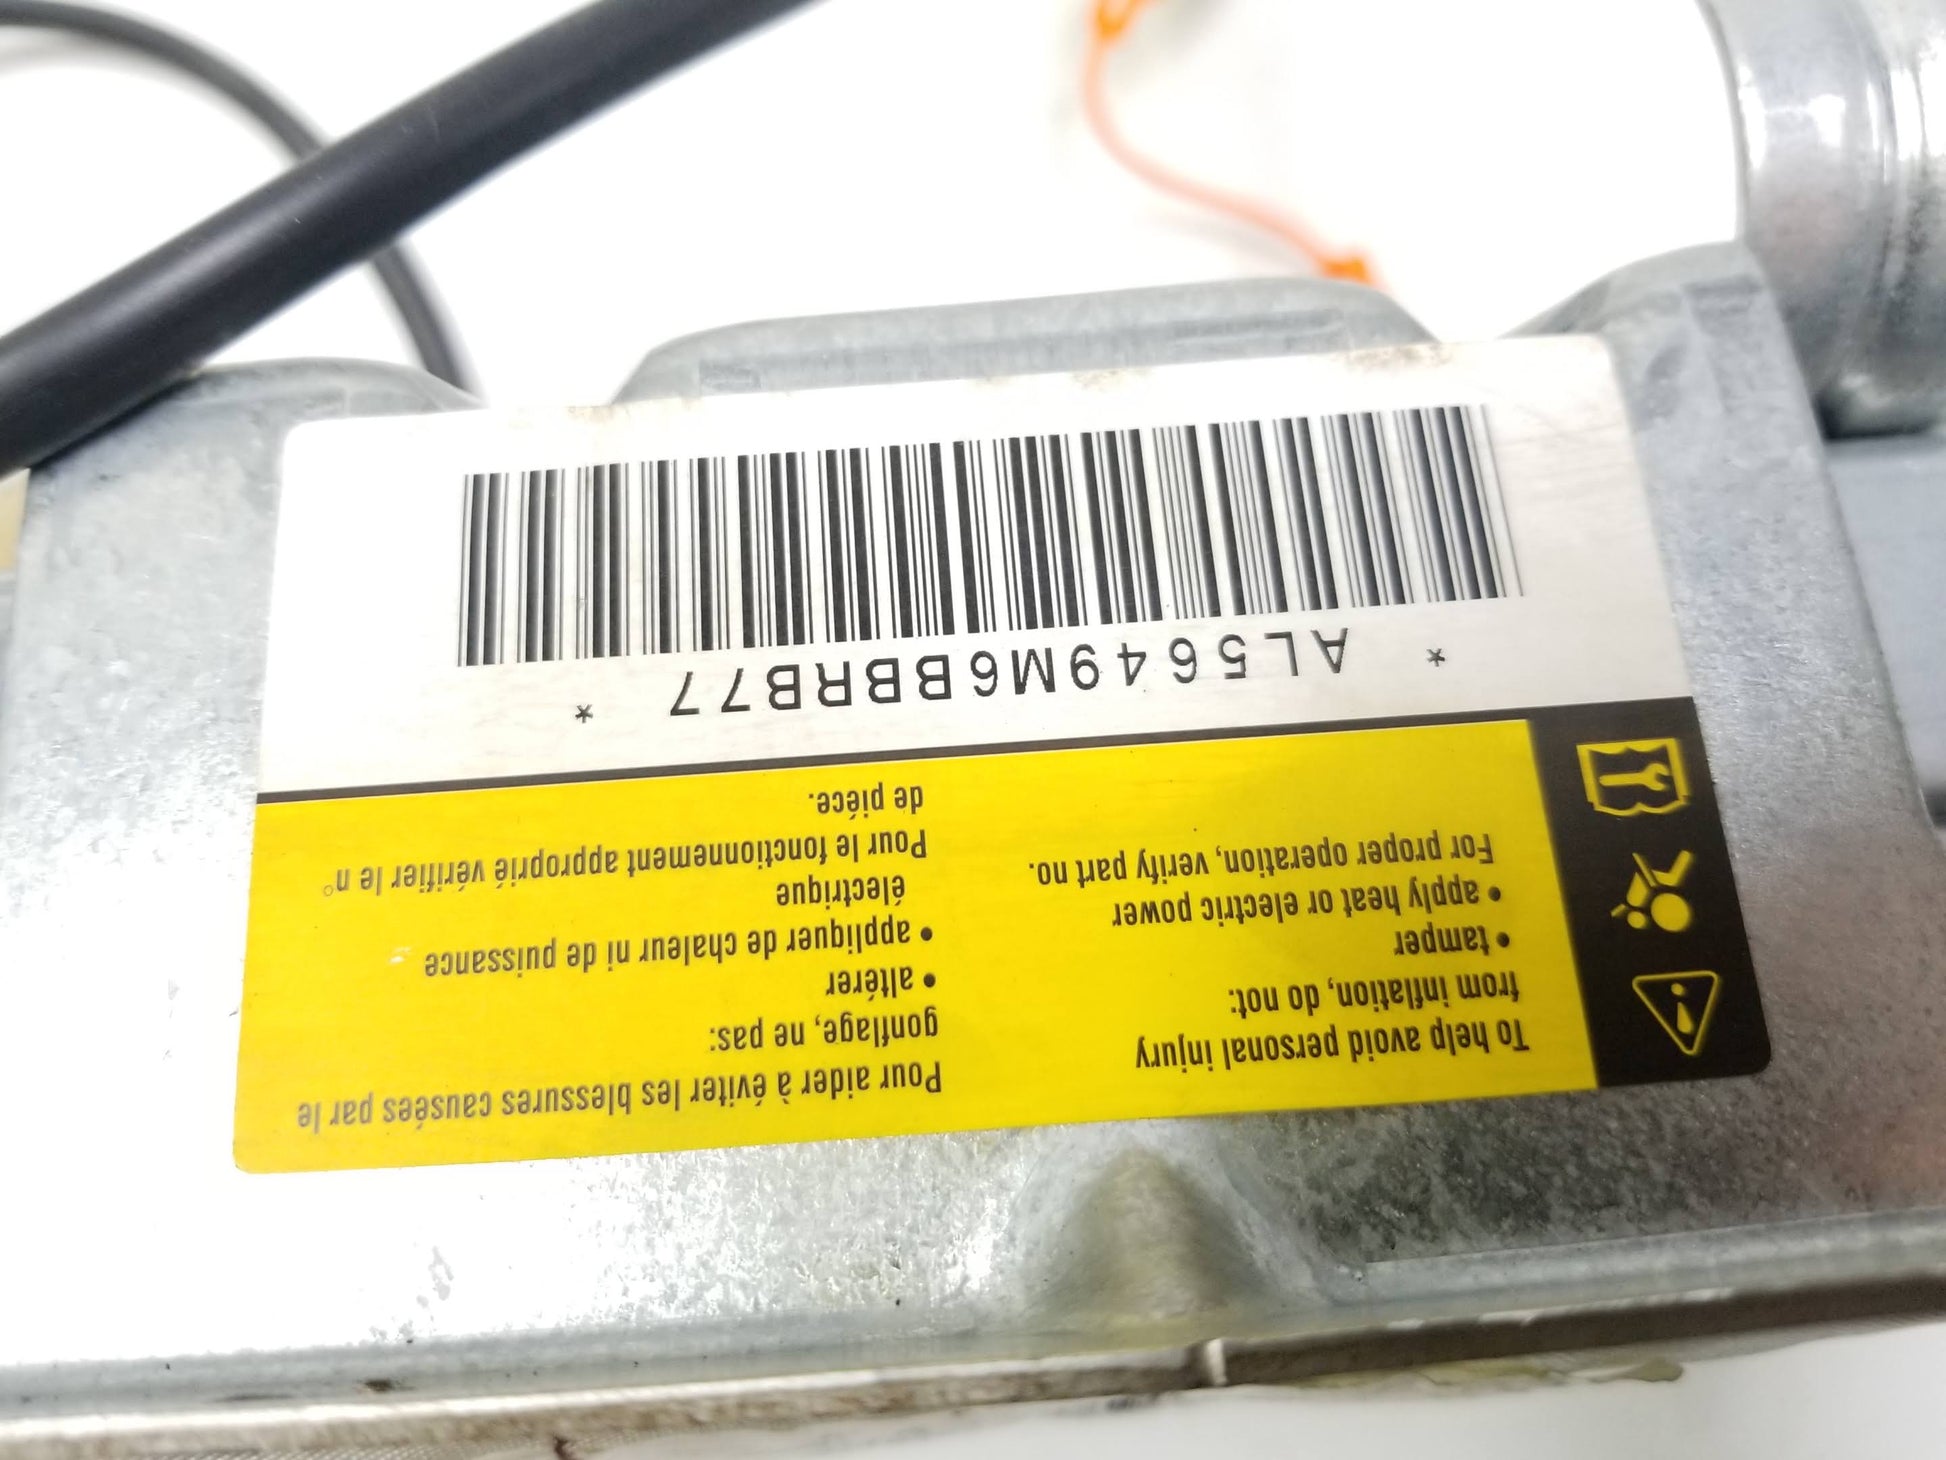 To help avoid personal injury
from inflation, do not:
• tamper
• apply heat or electric power
For proper operation, verify part no.
Pour aider à éviter les blessures causées par le
gonflage, ne pas:
• altérer
• appliquer de chaleur ni de puissance
électrique
Pour le fonctionnement approprié vérifier le n°
de piéce.
* AL5649M6BBRB77 *